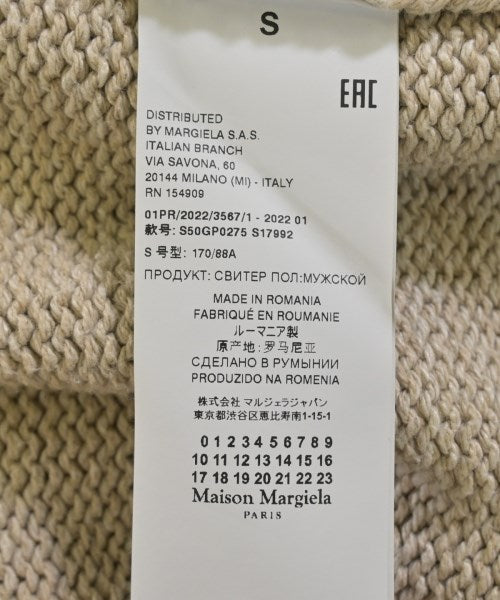 S
EAC
DISTRIBUTED
BY MARGIELA S.A.S.
ITALIAN BRANCH
VIA SAVONA, 60
20144 MILANO (MI) - ITALY
RN 154909
01PR/2022/3567/1 - 2022 01
款号: S50GP0275 S17992
S 号型: 170/88A
ПРОДУКТ: СВИТЕР ПОЛ:МУЖСКОЙ
MADE IN ROMANIA
FABRIQUÉ EN ROUMANIE
ルーマニア製
原产地: 罗马尼亚
СДЕЛАНО В РУМЫНИИ
PRODUZIDO NA ROMENIA
株式会社 マルジェラジャパン
東京都渋谷区恵比寿南1-15-1
0 1 2 3 4 5 6 7 8 9
10 11 12 13 14 15 16
17 18 19 20 21 22 23
Maison Margiela
PARIS